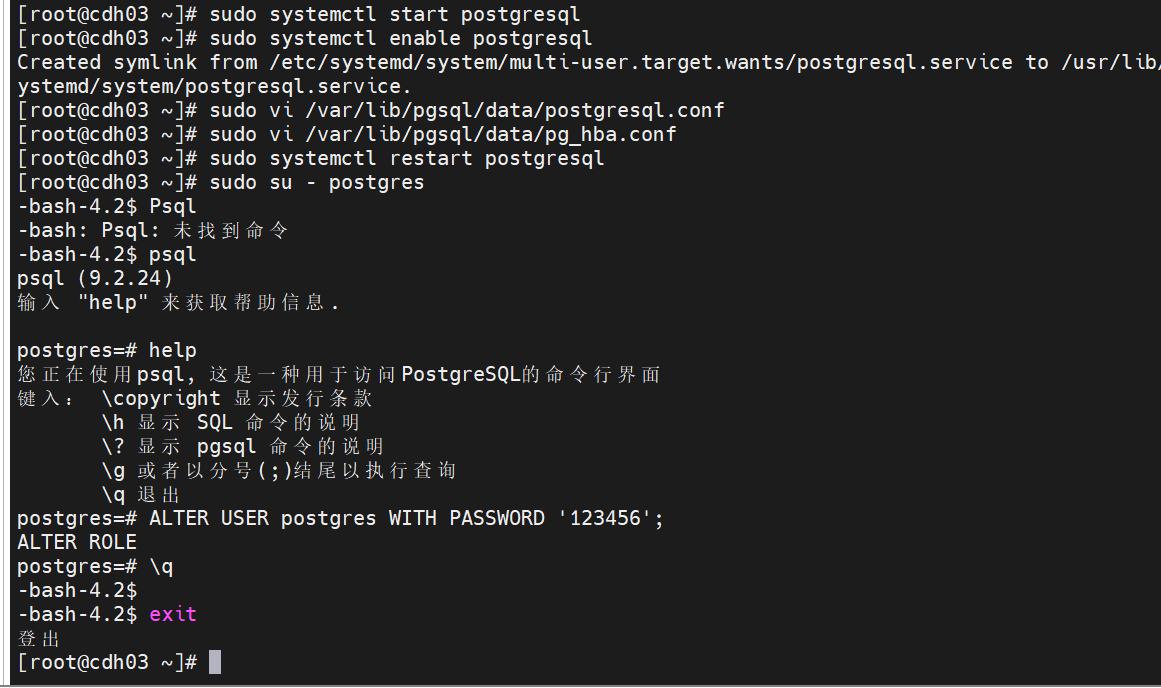 [root@cdh03 ~]# sudo systemctl start postgresql
[root@cdh03 ~]# sudo systemctl enable postgresql
Created symlink from /etc/systemd/system/multi-user.target.wants/postgresql.service to /usr/lib/
ystemd/system/postgresql.service.
[root@cdh03 ~]# sudo vi /var/lib/pgsql/data/postgresql.conf
[root@cdh03 ~]# sudo vi /var/lib/pgsql/data/pg_hba.conf
[root@cdh03 ~]# sudo systemctl restart postgresql
[root@cdh03 ~]# sudo su - postgres
-bash-4.2$ Psql
-bash: Psql: 未找到命令
-bash-4.2$ psql
psql (9.2.24)
输入 "help" 来获取帮助信息.
postgres=# help
您正在使用psql, 这是一种用于访问PostgreSQL的命令行界面
键入: \copyright 显示发行条款
\h 显示 SQL 命令的说明
\? 显示 pgsql 命令的说明
\g 或者以分号(;)结尾以执行查询
\q 退出
postgres=# ALTER USER postgres WITH PASSWORD '123456';
ALTER ROLE
postgres=# \q
-bash-4.2$
-bash-4.2$ exit
登出
[root@cdh03 ~]#